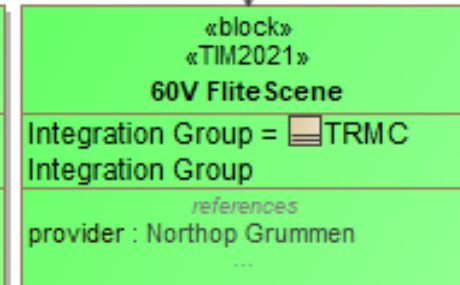 «block»
«TIM2021»
60V FliteScene
Integration Group = TRMC
Integration Group
references
provider : Northop Grummen
...